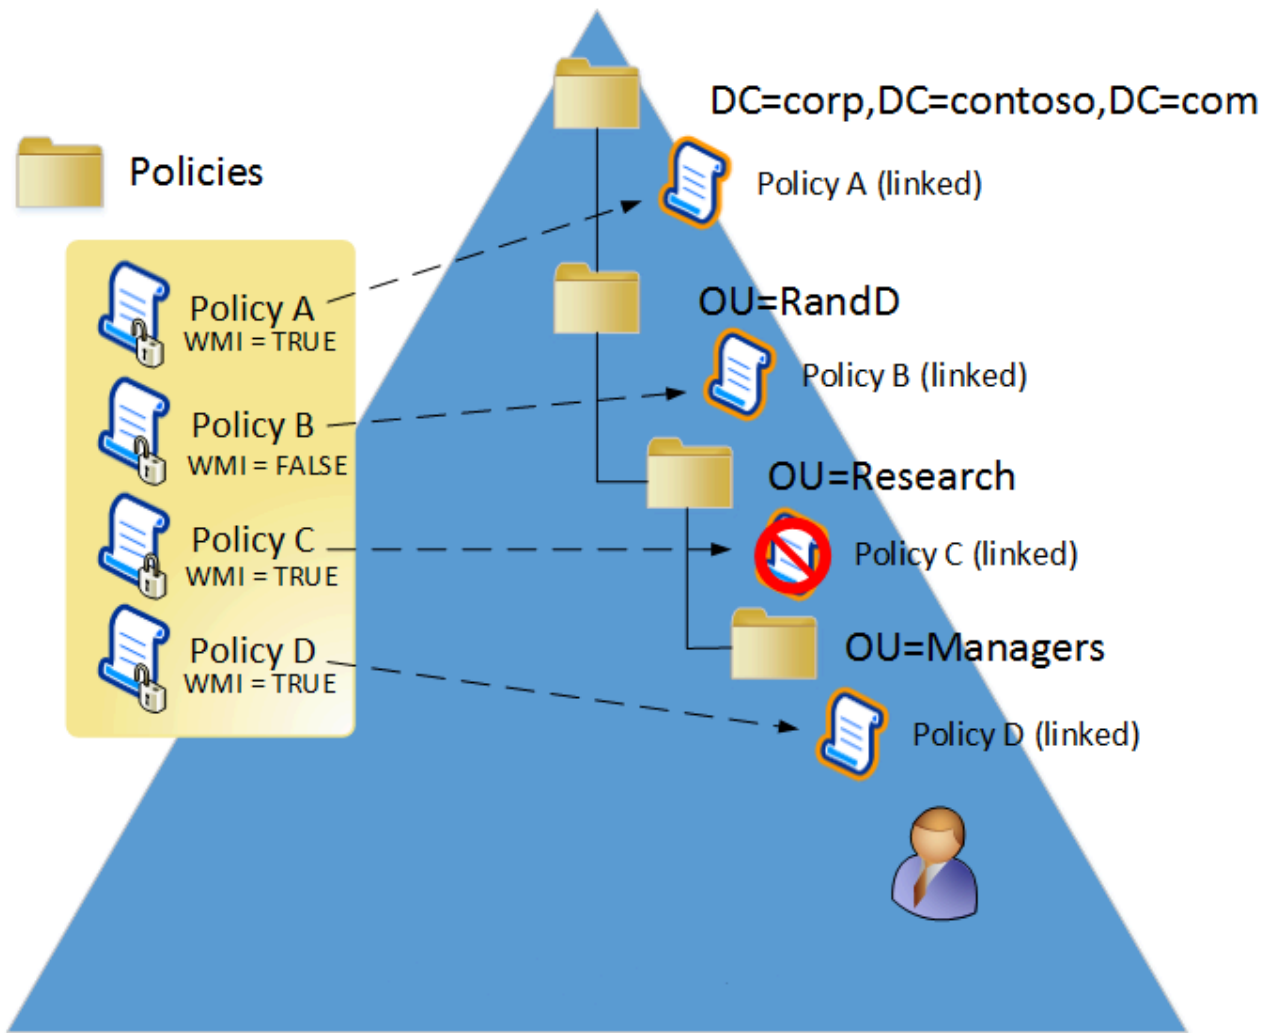 Policies
Policy A
WMI = TRUE
Policy B
WMI = FALSE
Policy C
WMI = TRUE
Policy D
WMI = TRUE
DC=corp,DC=contoso,DC=com
Policy A (linked)
OU=RandD
Policy B (linked)
OU=Research
Policy C (linked)
OU=Managers
Policy D (linked)